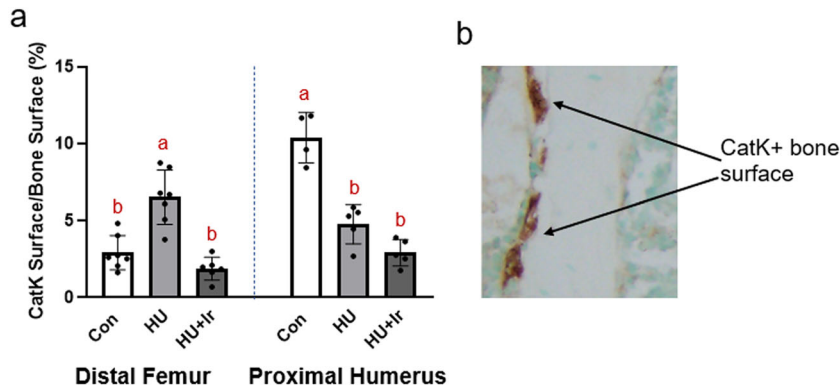 a
CatK Surface/Bone Surface (%)
15
10
5
0
b
a
b
a
b
b
Con
HU
HU+Ir
Con
HU
HU+Ir
Distal Femur
Proximal Humerus
b
CatK+ bone
surface